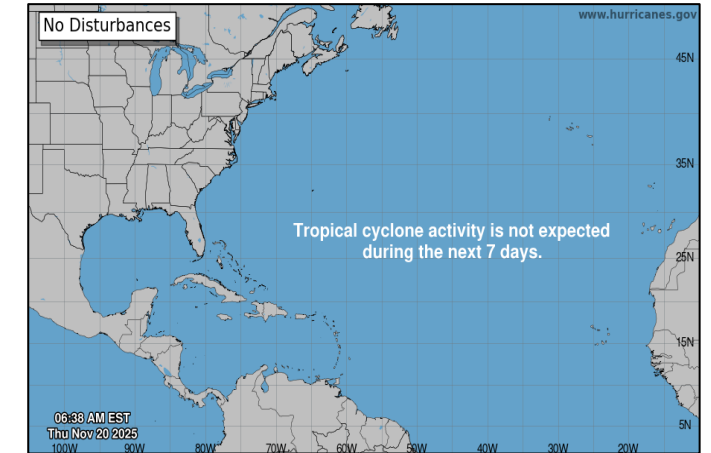 No Disturbances
www.hurricanes.gov
45N
35N
Tropical cyclone activity is not expected
during the next 7 days.
25N
15N
06:38 AM EST
Thu Nov 20 2025
5N
100W 90W 80W 70W 60W 50W 40W 30W 20W